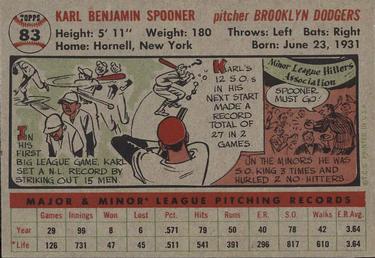 TOPPS
83
KARL BENJAMIN SPOONER pitcher BROOKLYN DODGERS
Height: 5' 11" Weight: 180 Throws: Left Bats: Right
Home: Hornell, New York Born: June 23, 1931
IN HIS FIRST
BIG LEAGUE GAME, KARL
SET A N.L. RECORD BY
STRIKING OUT 15 MEN.
KARL'S
12 S.O.'S IN
HIS NEXT
START MADE
A RECORD
TOTAL OF
27 IN 2
GAMES
Minor League Hitters
Association
SPOONER
MUST GO!
IN THE MINORS HE WAS
S.O. KING 3 TIMES AND
HURLED 2 NO HITTERS
MAJOR & MINOR* LEAGUE PITCHING RECORDS
Games Innings Won Lost Pct. Hits Runs E.R. S.O. Walks E.R.Avg.
Year 29 99 8 6 .571 79 50 40 78 42 3.64
*Life 126 731 47 45 .511 541 391 296 817 610 3.64